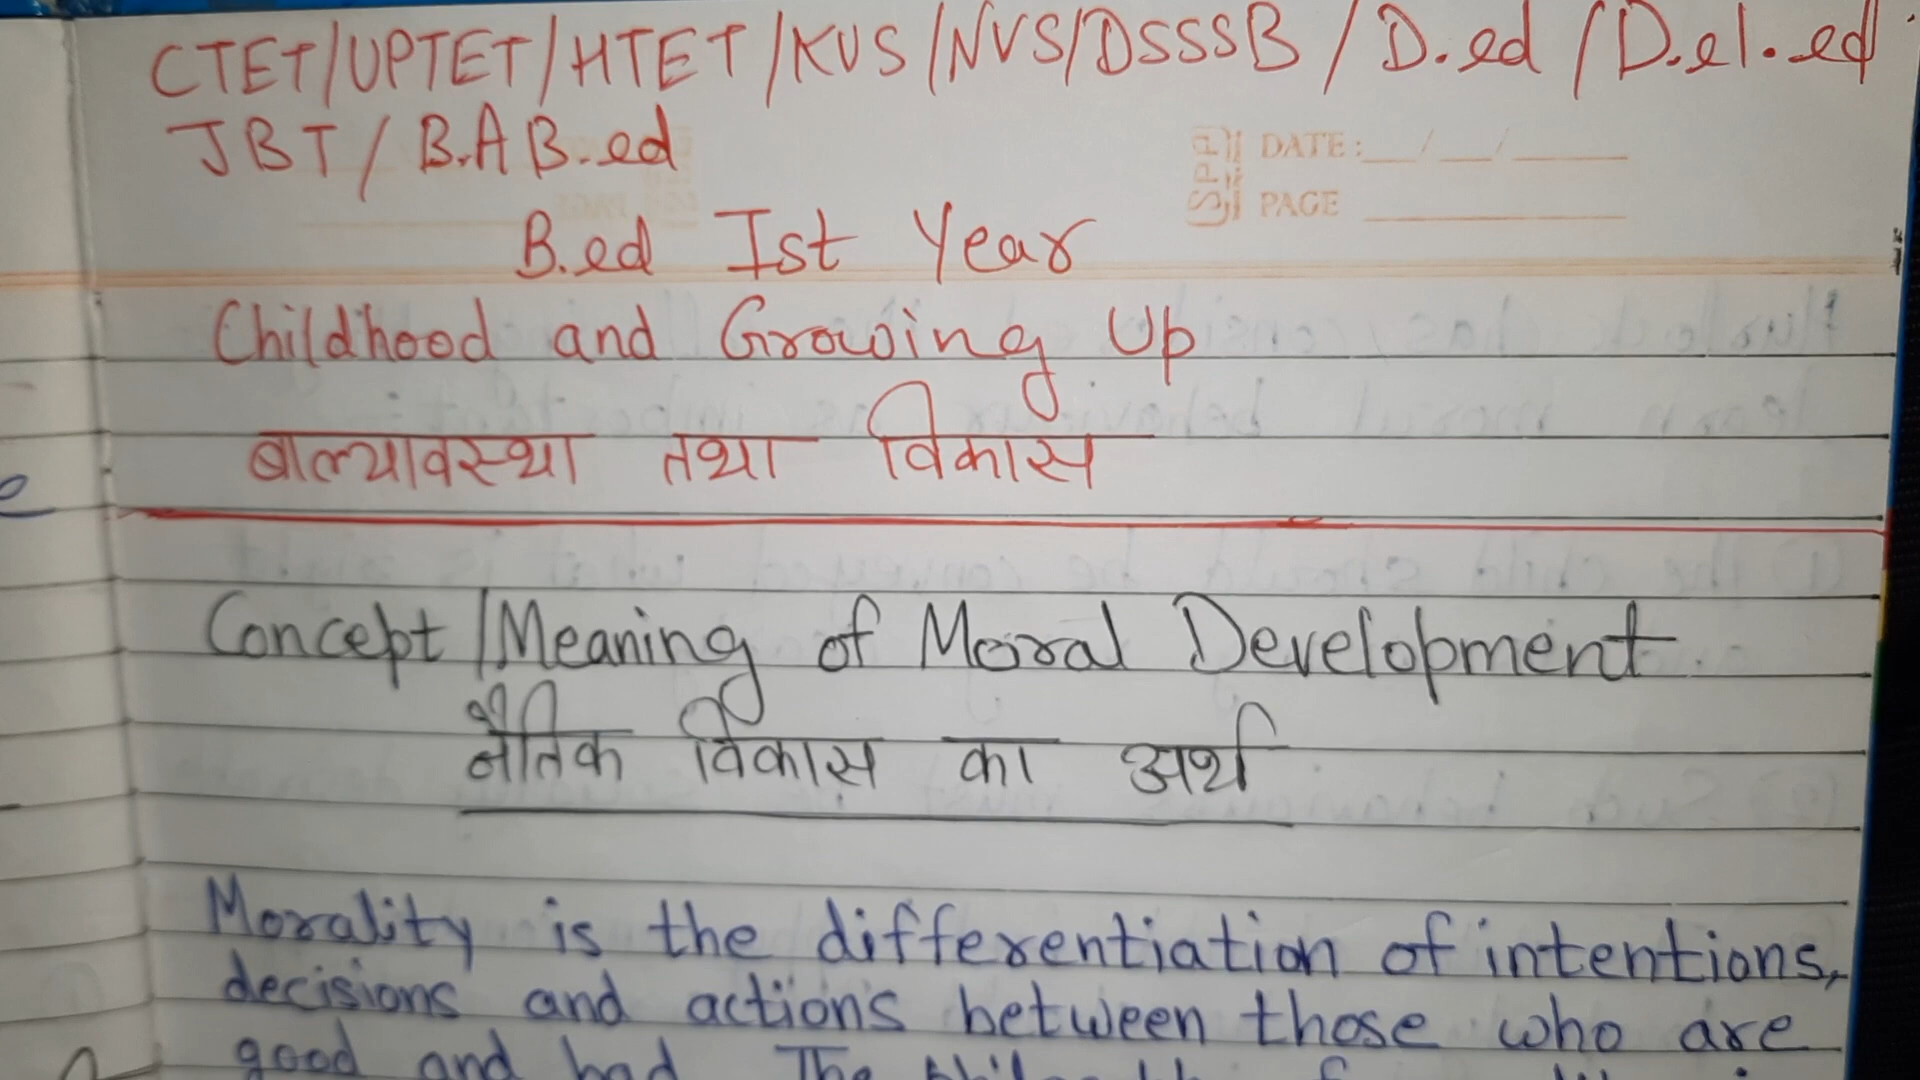 CTET/UPTET/HTET/KVS/NVS/DSSSB/D.ed/D.el.ed
JBT/B.A B.ed
DATE:
PAGE
B.ed Ist Year
Childhood and Growing Up
बाल्यावस्था तथा विकास
Concept/Meaning of Moral Development
नैतिक विकास का अर्थ
Morality is the differentiation of intentions,
decisions and actions between those who are
good and bad. The